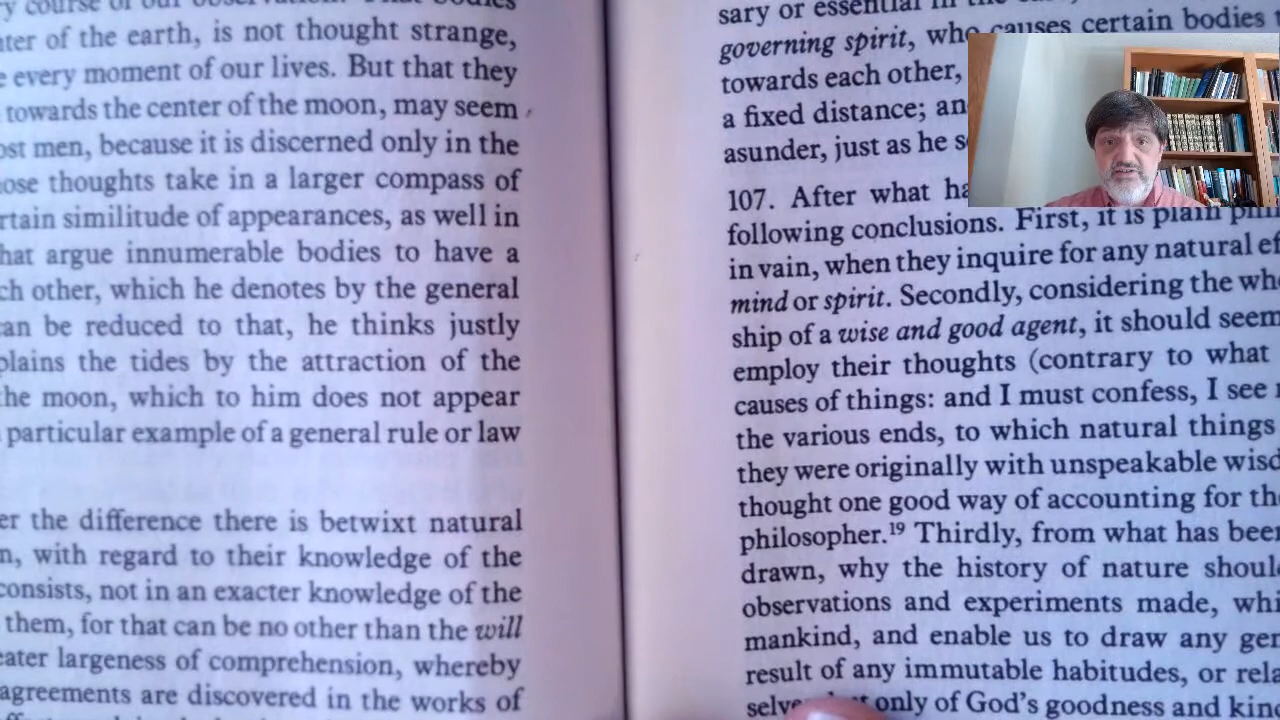 y course of our observation. That bodies
ter of the earth, is not thought strange,
e every moment of our lives. But that they
towards the center of the moon, may seem
ost men, because it is discerned only in the
ose thoughts take in a larger compass of
rtain similitude of appearances, as well in
hat argue innumerable bodies to have a
ch other, which he denotes by the general
an be reduced to that, he thinks justly
plains the tides by the attraction of the
he moon, which to him does not appear
particular example of a general rule or law
er the difference there is betwixt natural
n, with regard to their knowledge of the
consists, not in an exacter knowledge of the
them, for that can be no other than the will
eater largeness of comprehension, whereby
agreements are discovered in the works of
sary or essential in the
governing spirit, who causes certain bodies
towards each other,
a fixed distance; an
asunder, just as he s
107. After what ha
following conclusions. First, it is plain phil
in vain, when they inquire for any natural ef
mind or spirit. Secondly, considering the who
ship of a wise and good agent, it should seem
employ their thoughts (contrary to what
causes of things: and I must confess, I see
the various ends, to which natural things
they were originally with unspeakable wisd
thought one good way of accounting for the
philosopher.19 Thirdly, from what has been
drawn, why the history of nature shoul
observations and experiments made, whi
mankind, and enable us to draw any gen
result of any immutable habitudes, or rela
selve but only of God's goodness and kind